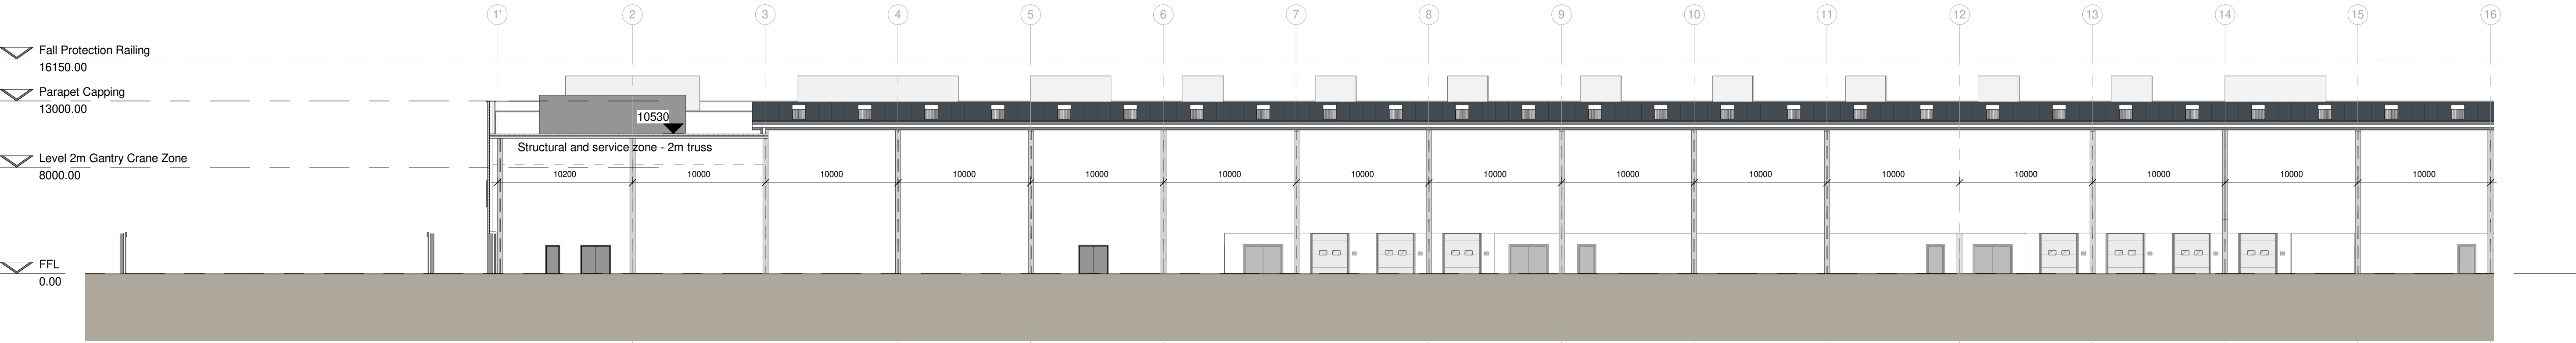 1' 2 3 4 5 6 7 8 9 10 11 12 13 14 15 16
Fall Protection Railing
16150.00
Parapet Capping
13000.00
10530
Structural and service zone - 2m truss
Level 2m Gantry Crane Zone
8000.00
10200 10000 10000 10000 10000 10000 10000 10000 10000 10000 10000 10000 10000 10000 10000
FFL
0.00